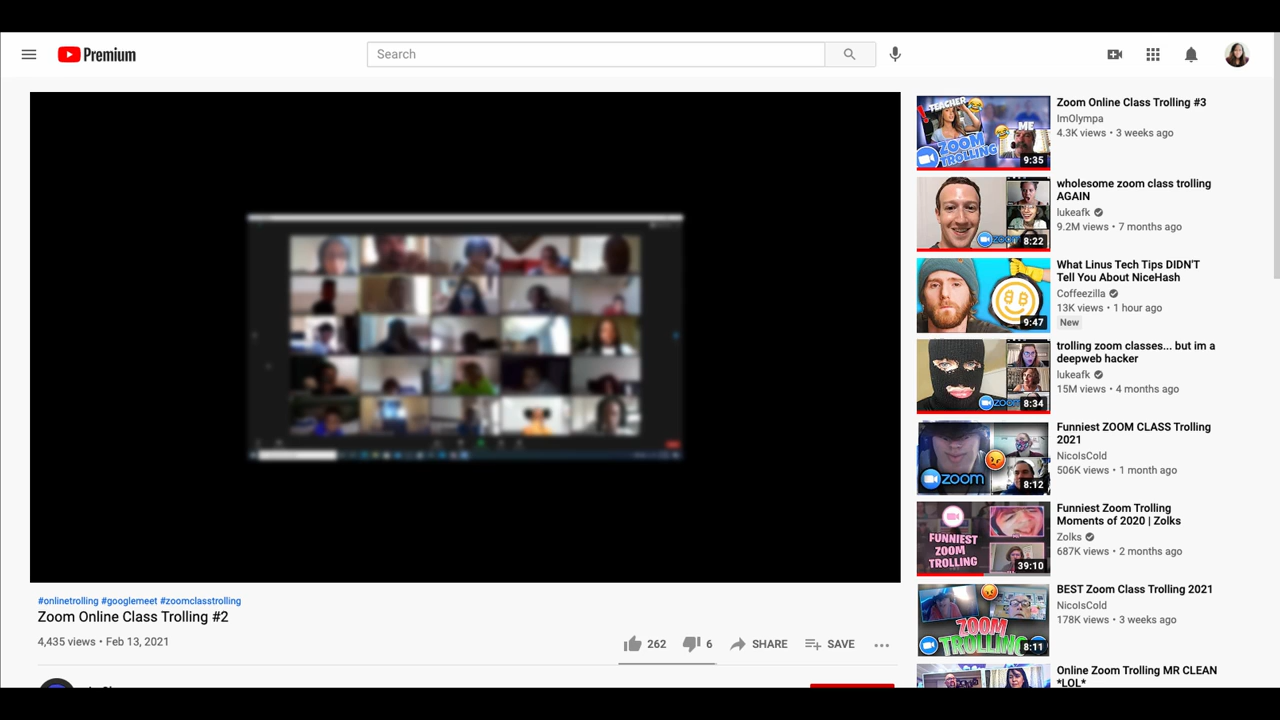 Premium
Search
#onlinetrolling #googlemeet #zoomclasstrolling
Zoom Online Class Trolling #2
4,435 views • Feb 13, 2021
262
6
SHARE
SAVE
TEACHER
ME
ZOOM
TROLLING
9:35
Zoom Online Class Trolling #3
ImOlympa
4.3K views • 3 weeks ago
zoom
8:22
wholesome zoom class trolling
AGAIN
lukeafk
9.2M views • 7 months ago
9:47
What Linus Tech Tips DIDN'T
Tell You About NiceHash
Coffeezilla
13K views • 1 hour ago
New
zoom
8:34
trolling zoom classes... but im a
deepweb hacker
lukeafk
15M views • 4 months ago
zoom
8:12
Funniest ZOOM CLASS Trolling
2021
NicoIsCold
506K views • 1 month ago
FUNNIEST
ZOOM
TROLLING
39:10
Funniest Zoom Trolling
Moments of 2020 | Zolks
Zolks
687K views • 2 months ago
ZOOM
TROLLING
8:11
BEST Zoom Class Trolling 2021
NicoIsCold
178K views • 3 weeks ago
Online Zoom Trolling MR CLEAN
*LOL*